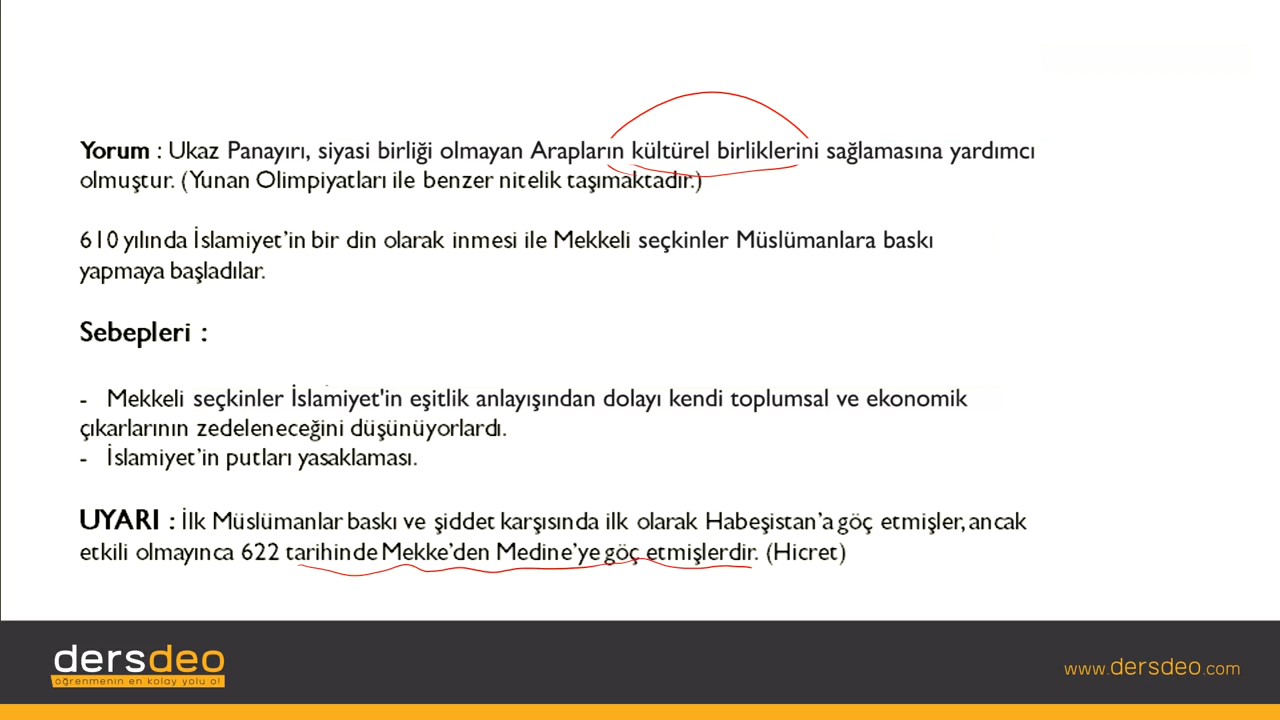 Yorum : Ukaz Panayırı, siyasi birliği olmayan Arapların kültürel birliklerini sağlamasına yardımcı
olmuştur. (Yunan Olimpiyatları ile benzer nitelik taşımaktadır.)
610 yılında İslamiyet’in bir din olarak inmesi ile Mekkeli seçkinler Müslümanlara baskı
yapmaya başladılar.
Sebepleri :
- Mekkeli seçkinler İslamiyet'in eşitlik anlayışından dolayı kendi toplumsal ve ekonomik
çıkarlarının zedeleneceğini düşünüyorlardı.
- İslamiyet’in putları yasaklaması.
UYARI : İlk Müslümanlar baskı ve şiddet karşısında ilk olarak Habeşistan’a göç etmişler, ancak
etkili olmayınca 622 tarihinde Mekke’den Medine’ye göç etmişlerdir. (Hicret)
dersdeo
öğrenmenin en kolay yolu o!
www.dersdeo.com